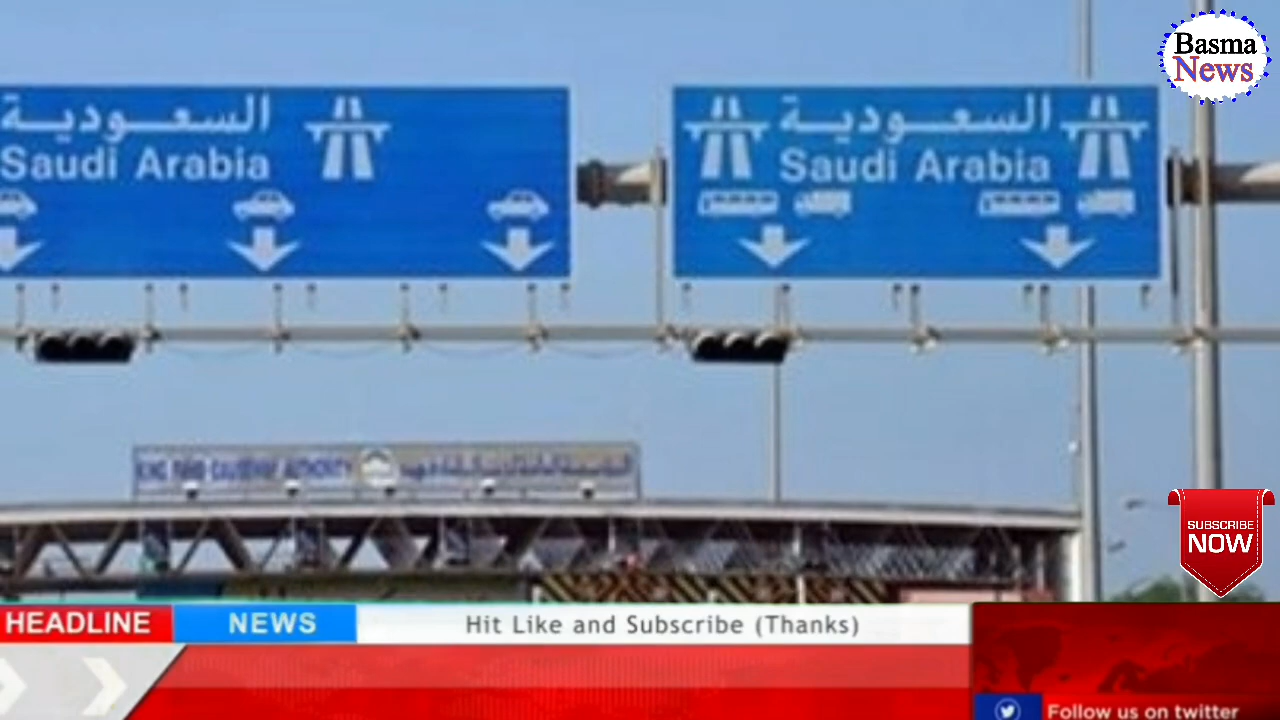 Basma
News
السعودية
Saudi Arabia
السعودية
Saudi Arabia
KING FAHD CAUSEWAY AUTHORITY
SUBSCRIBE
NOW
HEADLINE
NEWS
Hit Like and Subscribe (Thanks)
Follow us on twitter